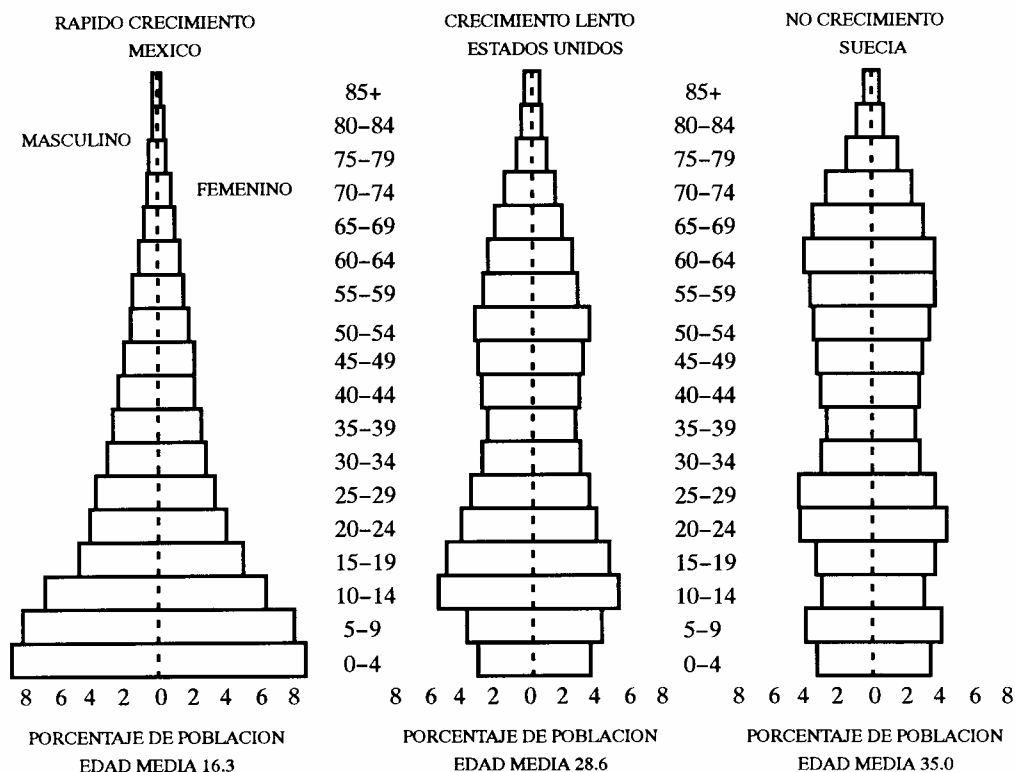 RAPIDO CRECIMIENTO
MEXICO
CRECIMIENTO LENTO
ESTADOS UNIDOS
NO CRECIMIENTO
SUECIA
MASCULINO
FEMENINO
85+
80–84
75–79
70–74
65–69
60–64
55–59
50–54
45–49
40–44
35–39
30–34
25–29
20–24
15–19
10–14
5–9
0–4
85+
80–84
75–79
70–74
65–69
60–64
55–59
50–54
45–49
40–44
35–39
30–34
25–29
20–24
15–19
10–14
5–9
0–4
8 6 4 2 0 2 4 6 8
8 6 4 2 0 2 4 6 8
8 6 4 2 0 2 4 6 8
PORCENTAJE DE POBLACION
EDAD MEDIA 16.3
PORCENTAJE DE POBLACION
EDAD MEDIA 28.6
PORCENTAJE DE POBLACION
EDAD MEDIA 35.0